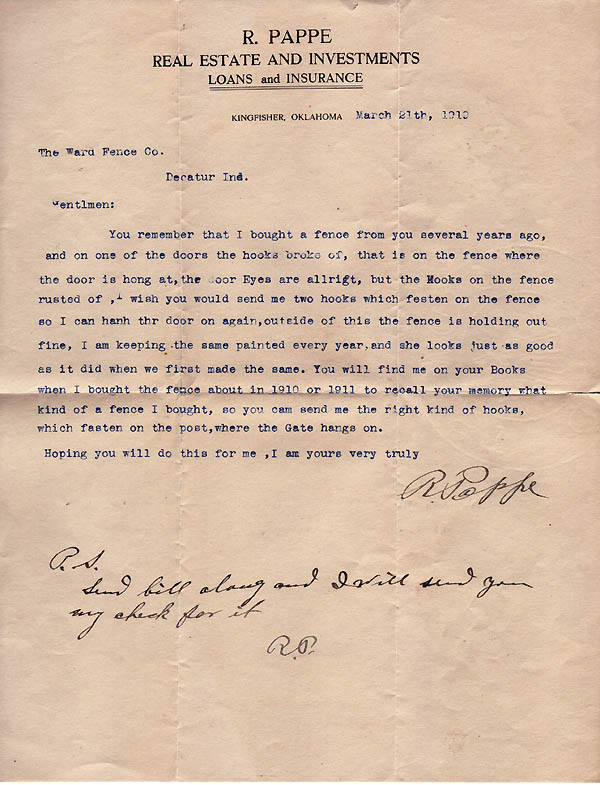 R. PAPPE
REAL ESTATE AND INVESTMENTS
LOANS and INSURANCE
KINGFISHER, OKLAHOMA March 21th, 1919
The Ward Fence Co.
Decatur Ind.
Gentlmen:
You remember that I bought a fence from you several years ago,
and on one of the doors the hooks broke of, that is on the fence where
the door is hong at,the door Eyes are allrigt, but the Hooks on the fence
rusted of ,I wish you would send me two hooks which festen on the fence
so I can hanh thr door on again,outside of this the fence is holding out
fine, I am keeping the same painted every year,and she looks just as good
as it did when we first made the same. You will find me on your Books
when I bought the fence about in 1910 or 1911 to recall your memory what
kind of a fence I bought, so you cam send me the right kind of hooks,
which fasten on the post,where the Gate hangs on.
Hoping you will do this for me ,I am yours very truly
R. Pappe
P.S.
Send bill along and I will send you
my check for it
R.P.